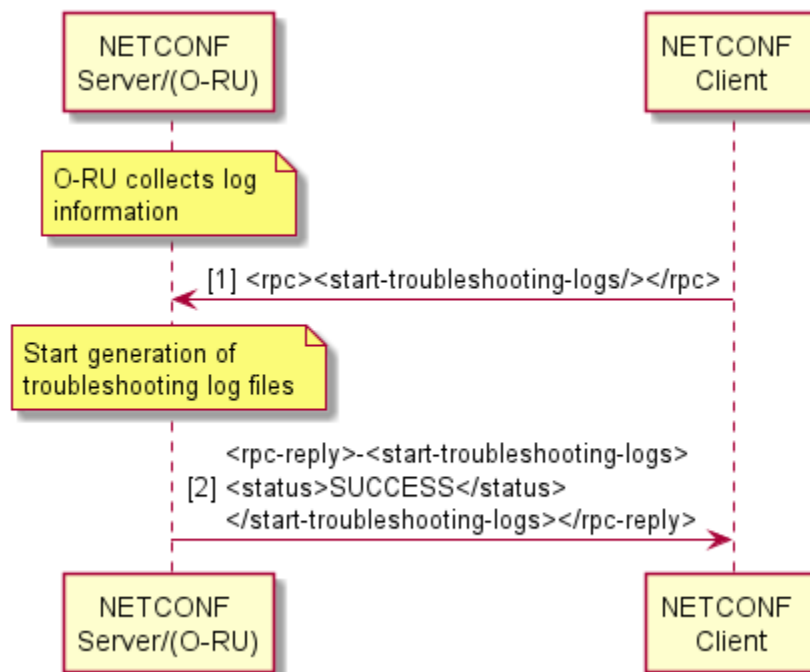 NETCONF
Server/(O-RU)
NETCONF
Client
O-RU collects log
information
[1] <rpc><start-troubleshooting-logs/></rpc>
Start generation of
troubleshooting log files
<rpc-reply>-<start-troubleshooting-logs>
[2] <status>SUCCESS</status>
</start-troubleshooting-logs></rpc-reply>
NETCONF
Server/(O-RU)
NETCONF
Client